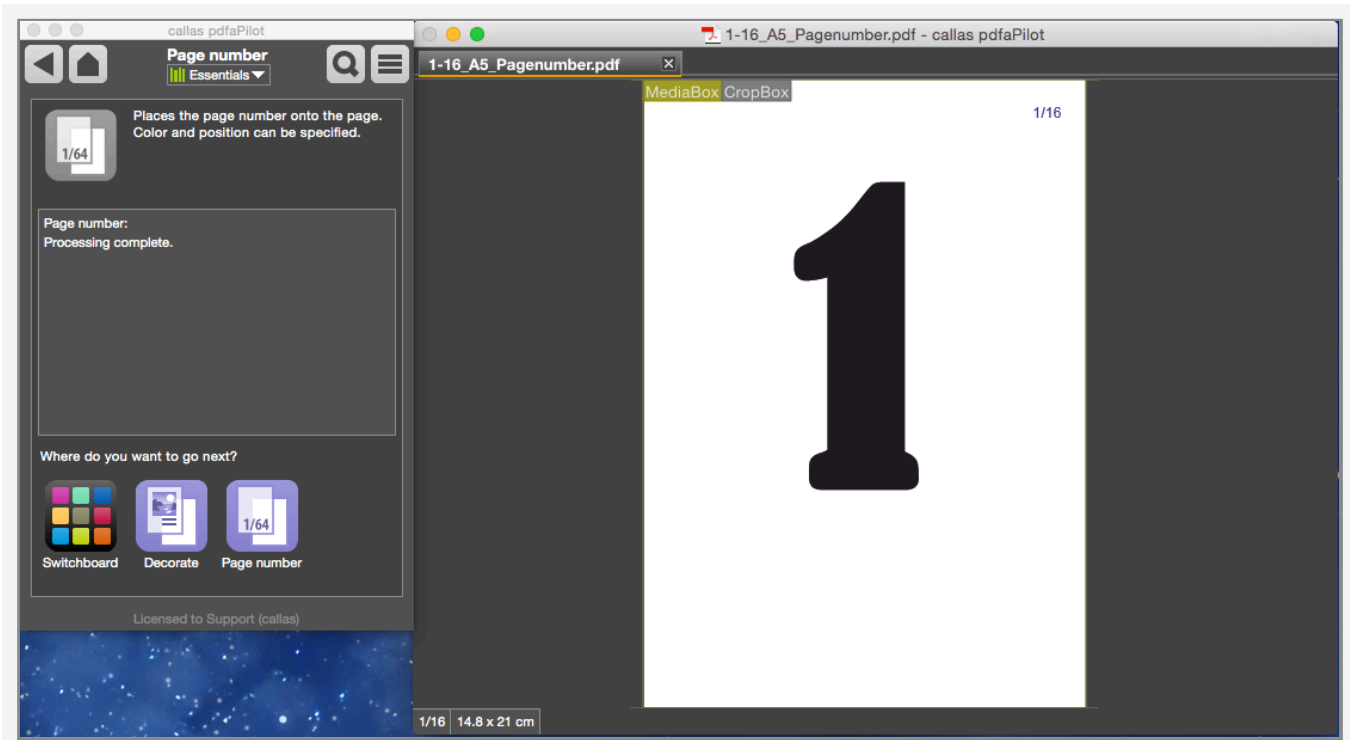 callas pdfaPilot
Page number
Essentials
Places the page number onto the page.
Color and position can be specified.
1/64
Page number:
Processing complete.
Where do you want to go next?
1/64
Switchboard
Decorate
Page number
Licensed to Support (callas)
1-16_A5_Pagenumber.pdf - callas pdfaPilot
1-16_A5_Pagenumber.pdf
MediaBox CropBox
1/16
1
1/16
14.8 x 21 cm